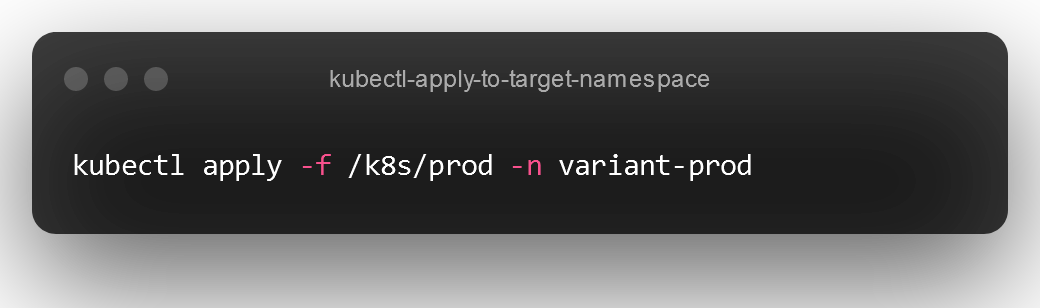 kubectl-apply-to-target-namespace
kubectl apply -f /k8s/prod -n variant-prod